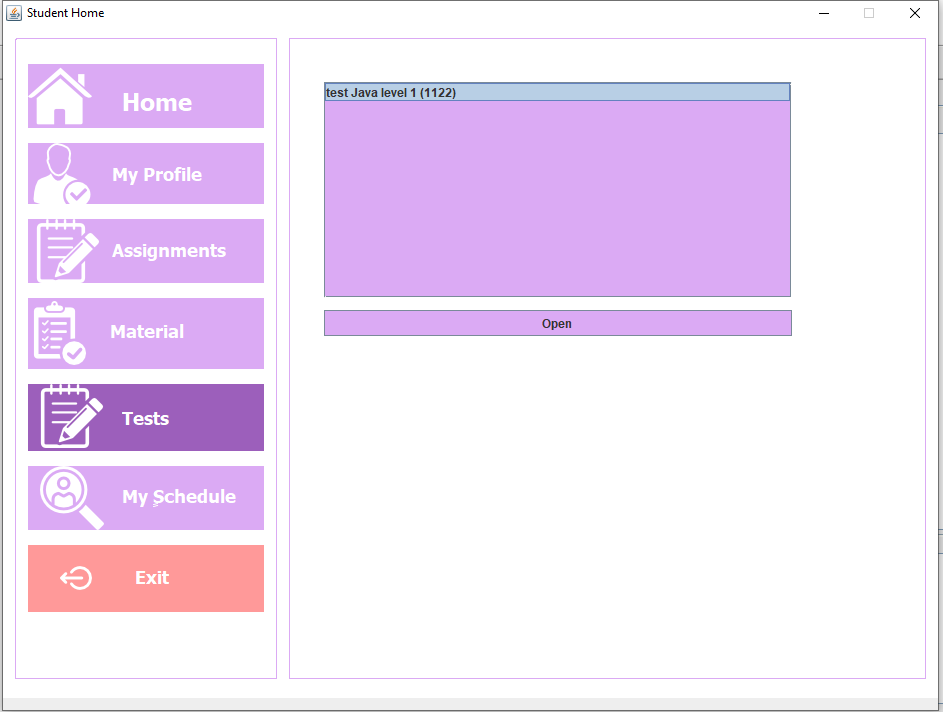 Student Home
Home
My Profile
Assignments
Material
Tests
My Schedule
Exit
test Java level 1 (1122)
Open